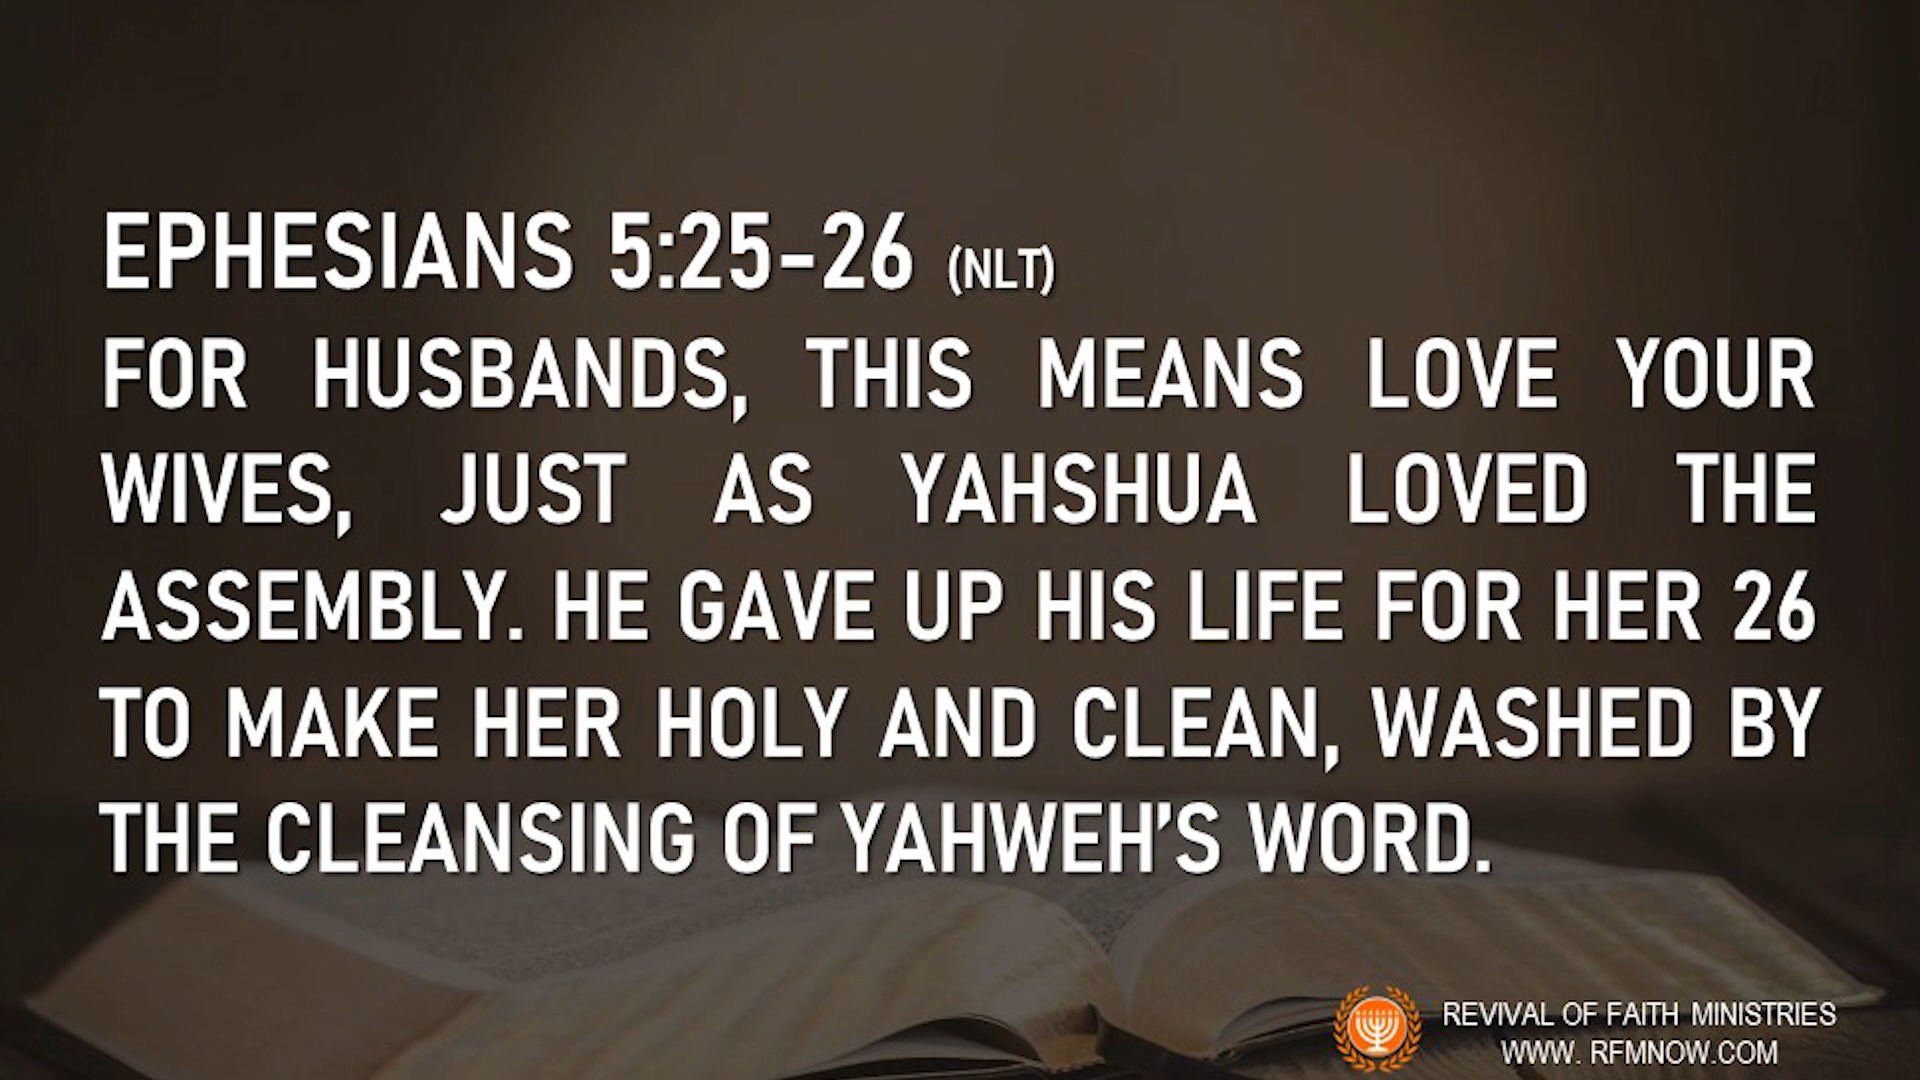 EPHESIANS 5:25-26 (NLT)
FOR HUSBANDS, THIS MEANS LOVE YOUR
WIVES, JUST AS YAHSHUA LOVED THE
ASSEMBLY. HE GAVE UP HIS LIFE FOR HER 26
TO MAKE HER HOLY AND CLEAN, WASHED BY
THE CLEANSING OF YAHWEH’S WORD.
REVIVAL OF FAITH MINISTRIES
WWW. RFMNOW.COM